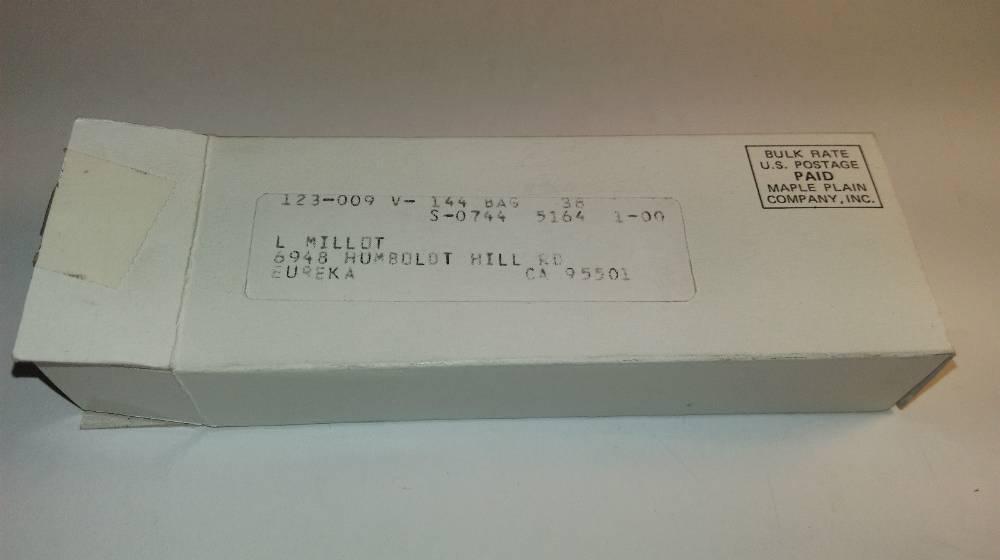 BULK RATE
U.S. POSTAGE
PAID
MAPLE PLAIN
COMPANY, INC.
123-009 V- 144 BAG 38
S-0744 5164 1-00
L MILLOT
6948 HUMBOLDT HILL RD
EUREKA CA 95501